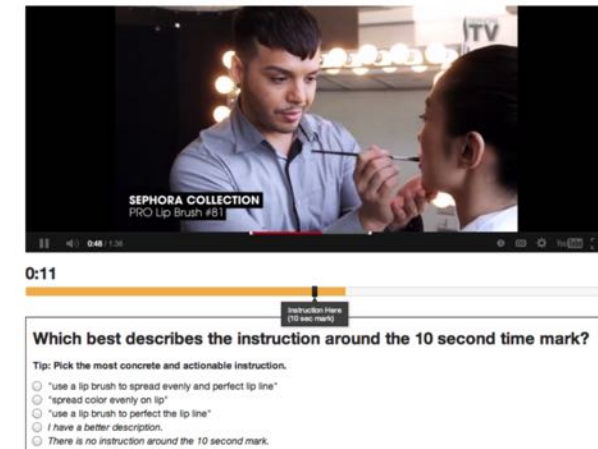 TV
SEPHORA COLLECTION
PRO Lip Brush #81
0:46 / 1:36
YouTube
0:11
Instruction Here
(10 sec mark)
Which best describes the instruction around the 10 second time mark?
Tip: Pick the most concrete and actionable instruction.
"use a lip brush to spread evenly and perfect lip line"
"spread color evenly on lip"
"use a lip brush to perfect the lip line"
I have a better description.
There is no instruction around the 10 second mark.